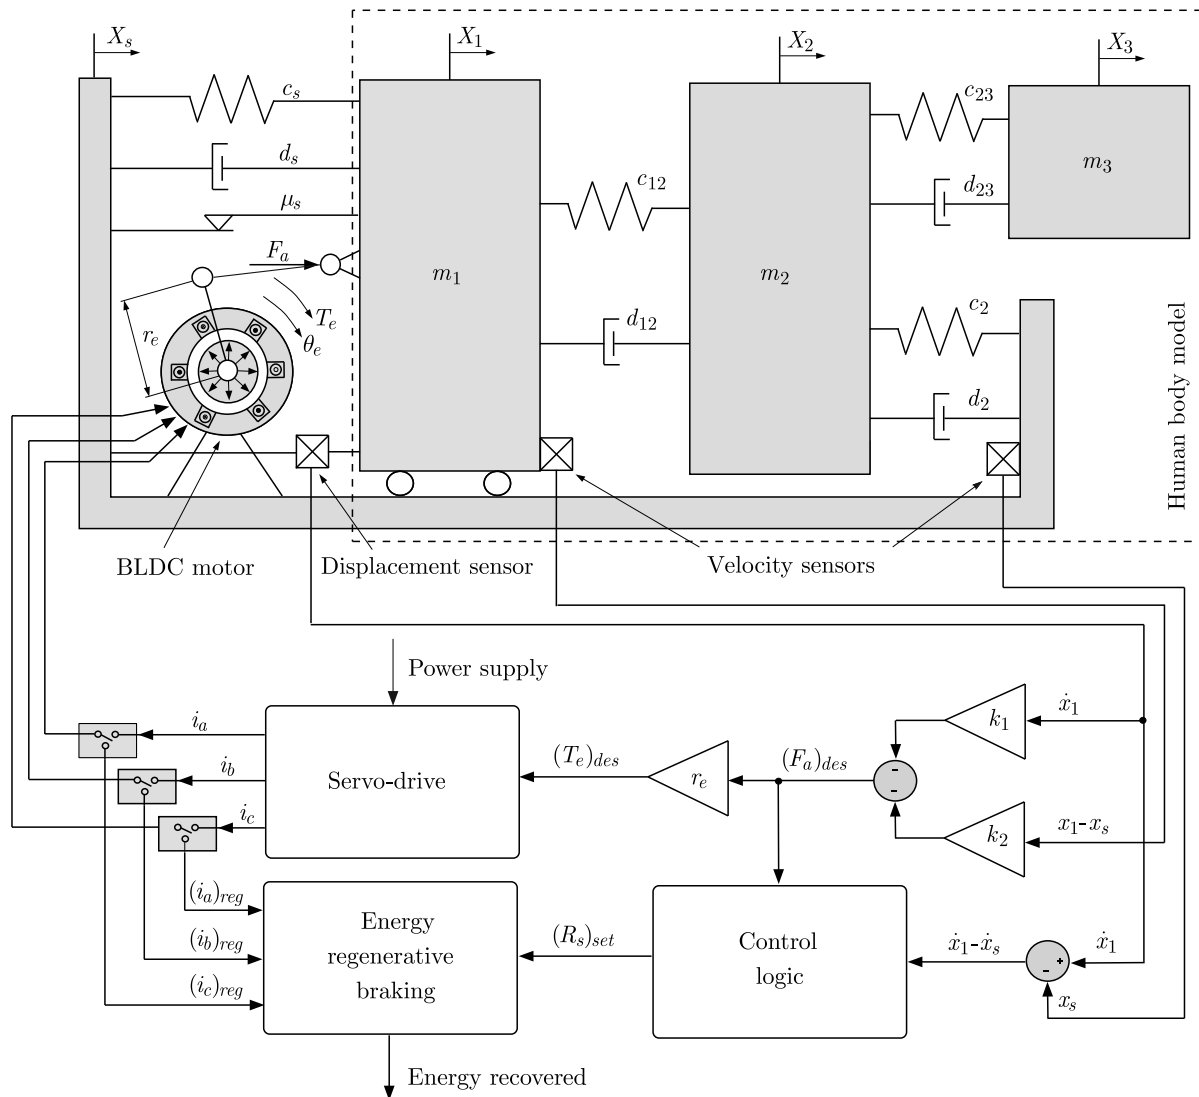 X_s
X_1
X_2
X_3
c_s
c_23
d_s
m_3
c_12
d_23
μ_s
F_a
m_1
m_2
T_e
c_2
r_e
θ_e
d_12
d_2
Human body model
BLDC motor
Displacement sensor
Velocity sensors
Power supply
i_a
k_1
ẋ_1
i_b
Servo-drive
(T_e)_des
r_e
(F_a)_des
-
-
i_c
k_2
x_1-x_s
(i_a)_reg
Energy
regenerative
braking
(i_b)_reg
(R_s)_set
Control
logic
ẋ_1-ẋ_s
+
-
ẋ_1
(i_c)_reg
x_s
Energy recovered